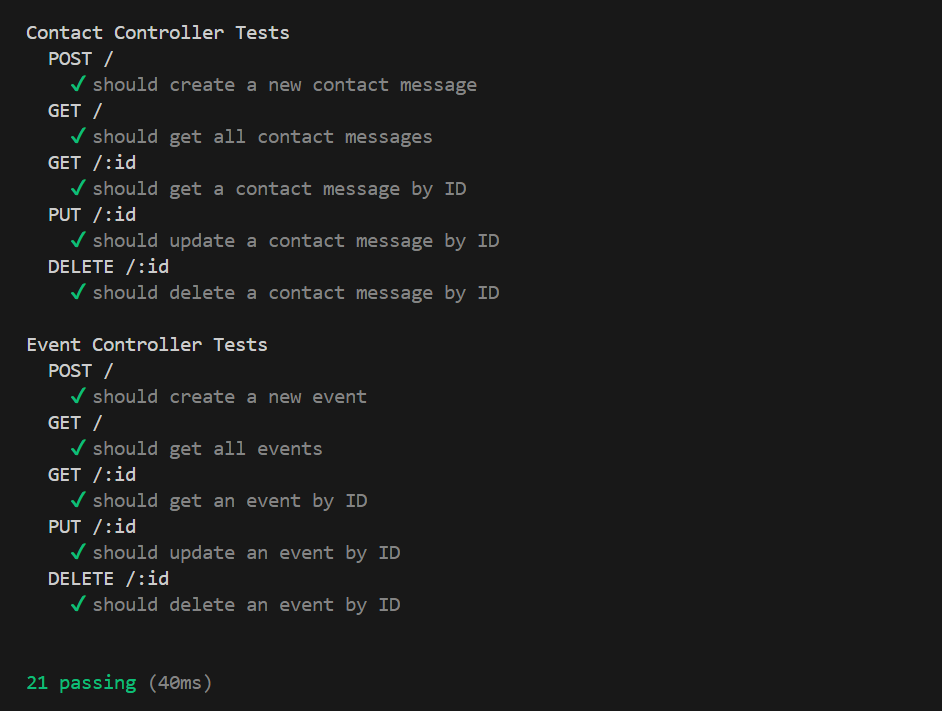 Contact Controller Tests
POST /
✓ should create a new contact message
GET /
✓ should get all contact messages
GET /:id
✓ should get a contact message by ID
PUT /:id
✓ should update a contact message by ID
DELETE /:id
✓ should delete a contact message by ID
Event Controller Tests
POST /
✓ should create a new event
GET /
✓ should get all events
GET /:id
✓ should get an event by ID
PUT /:id
✓ should update an event by ID
DELETE /:id
✓ should delete an event by ID
21 passing (40ms)